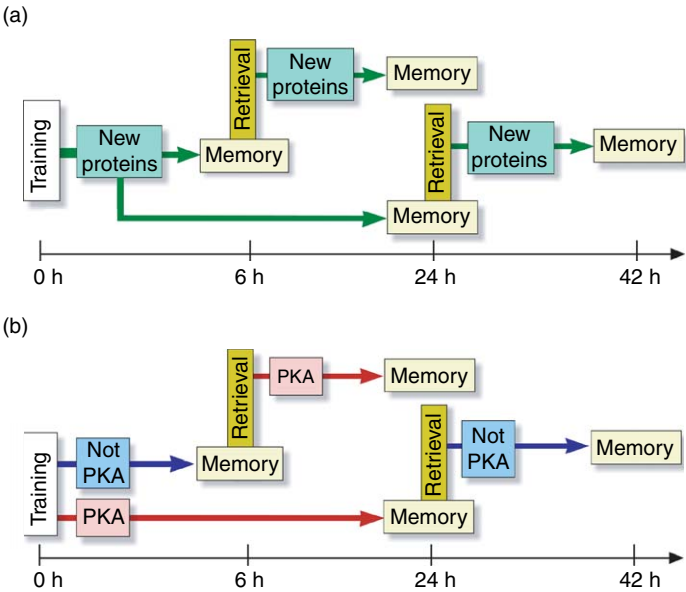 (a)
Training
New
proteins
Memory
Retrieval
New
proteins
Memory
Memory
Retrieval
New
proteins
Memory
0 h
6 h
24 h
42 h
(b)
Training
Not
PKA
PKA
Memory
Retrieval
PKA
Memory
Memory
Retrieval
Not
PKA
Memory
0 h
6 h
24 h
42 h